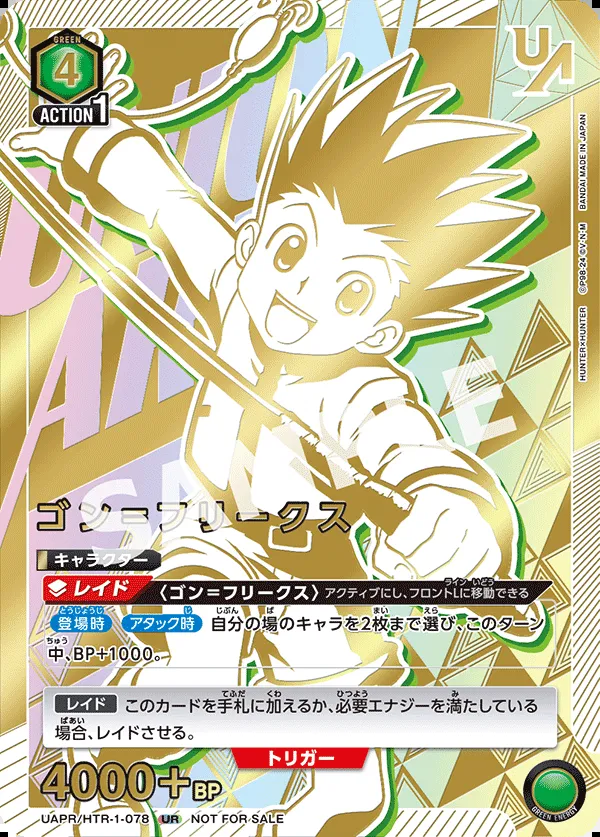 GREEN
4
ACTION 1
UA
UNION ARENA
HUNTER×HUNTER ©P98-24 ©V・N・M BANDAI MADE IN JAPAN
SAMPLE
ゴン=フリークス
キャラクター
レイド 〈ゴン=フリークス〉 アクティブにし、フロントLに移動できる
登場時 アタック時 自分の場のキャラを2枚まで選び、このターン
中、BP+1000。
レイド このカードを手札に加えるか、必要エナジーを満たしている
場合、レイドさせる。
トリガー
4000+BP
GREEN ENERGY
UAPR/HTR-1-078 UR NOT FOR SALE